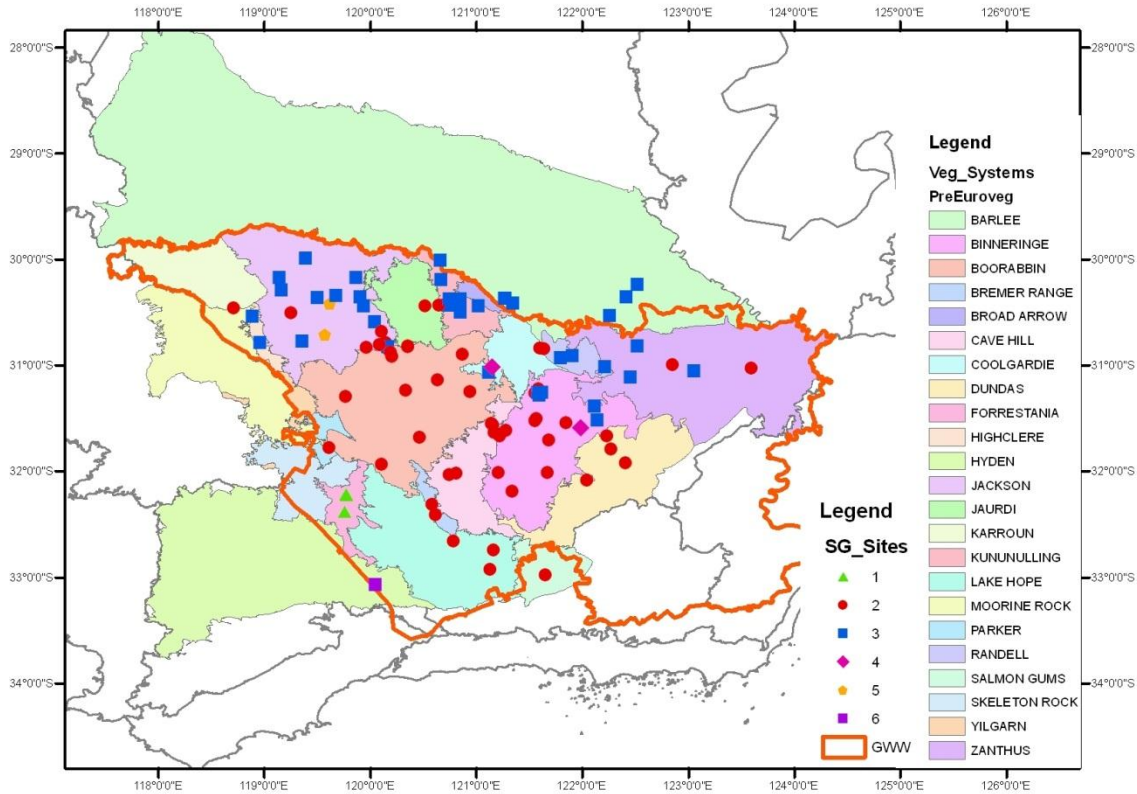 118°0'0"E 119°0'0"E 120°0'0"E 121°0'0"E 122°0'0"E 123°0'0"E 124°0'0"E 125°0'0"E 126°0'0"E
28°0'0"S 28°0'0"S
29°0'0"S 29°0'0"S
30°0'0"S 30°0'0"S
31°0'0"S 31°0'0"S
32°0'0"S 32°0'0"S
33°0'0"S 33°0'0"S
34°0'0"S 34°0'0"S
Legend
Veg_Systems
PreEuroveg
BARLEE
BINNERINGE
BOORABBIN
BREMER RANGE
BROAD ARROW
CAVE HILL
COOLGARDIE
DUNDAS
FORRESTANIA
HIGHCLERE
HYDEN
JACKSON
JAURDI
KARROUN
KUNUNULLING
LAKE HOPE
MOORINE ROCK
PARKER
RANDELL
SALMON GUMS
SKELETON ROCK
YILGARN
ZANTHUS
Legend
SG_Sites
1
2
3
4
5
6
GWW
118°0'0"E 119°0'0"E 120°0'0"E 121°0'0"E 122°0'0"E 123°0'0"E 124°0'0"E 125°0'0"E 126°0'0"E